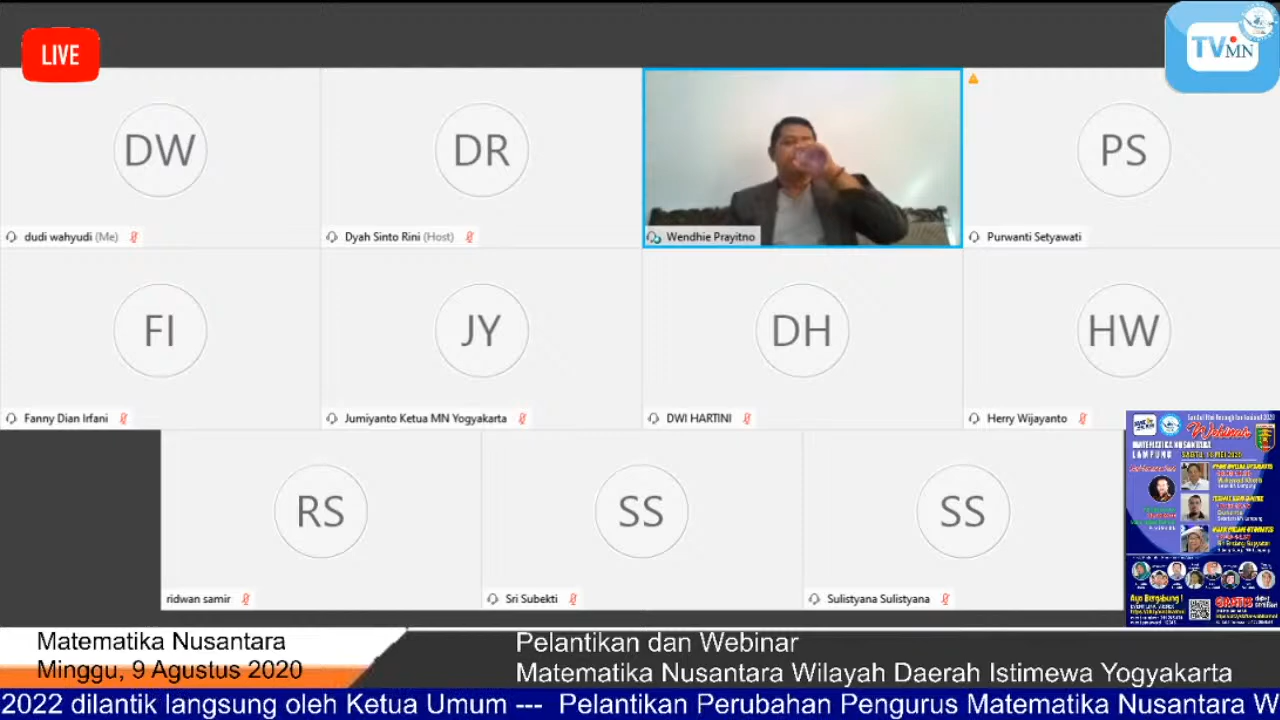 LIVE
TVMN
DW
DR
PS
dudi wahyudi (Me)
Dyah Sinto Rini (Host)
Wendhie Prayitno
Purwanti Setyawati
FI
JY
DH
HW
Fanny Dian Irfani
Jumiyanto Ketua MN Yogyakarta
DWI HARTINI
Herry Wijayanto
RS
SS
SS
ridwan samir
Sri Subekti
Sulistyana Sulistyana
Webinar
MATEMATIKA NUSANTARA
LAMPUNG
Ayo Bergabung !
GRATIS
Matematika Nusantara
Minggu, 9 Agustus 2020
Pelantikan dan Webinar
Matematika Nusantara Wilayah Daerah Istimewa Yogyakarta
2022 dilantik langsung oleh Ketua Umum --- Pelantikan Perubahan Pengurus Matematika Nusantara W